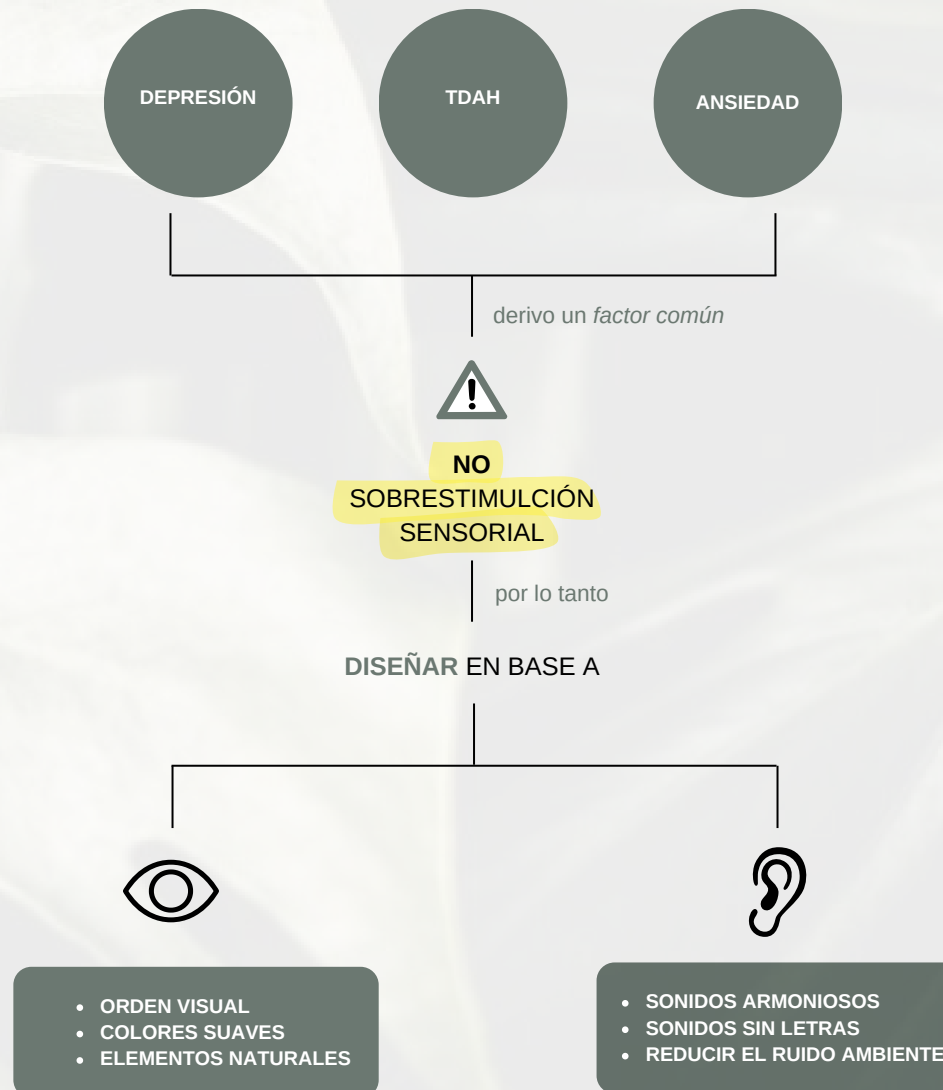 DEPRESIÓN
TDAH
ANSIEDAD
derivo un factor común
NO
SOBRESTIMULCIÓN
SENSORIAL
por lo tanto
DISEÑAR EN BASE A
• ORDEN VISUAL
• COLORES SUAVES
• ELEMENTOS NATURALES
• SONIDOS ARMONIOSOS
• SONIDOS SIN LETRAS
• REDUCIR EL RUIDO AMBIENTE